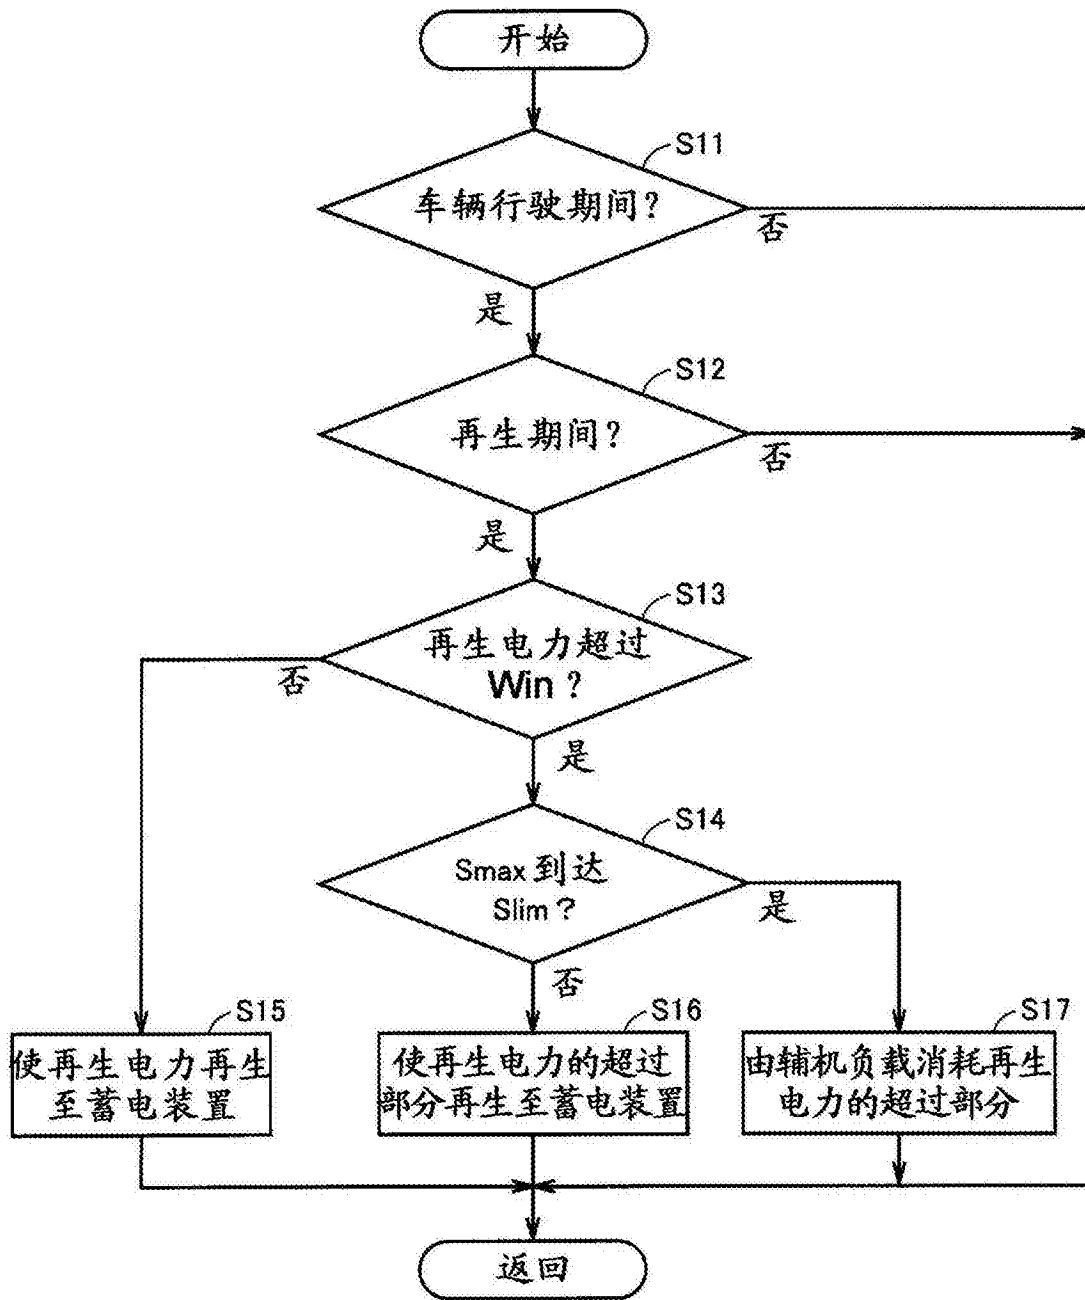 开始
S11
车辆行驶期间?
否
是
S12
再生期间?
否
是
S13
再生电力超过
Win?
否
是
S14
Smax到达
Slim?
是
否
S15
使再生电力再生
至蓄电装置
S16
使再生电力的超过
部分再生至蓄电装置
S17
由辅机负载消耗再生
电力的超过部分
返回